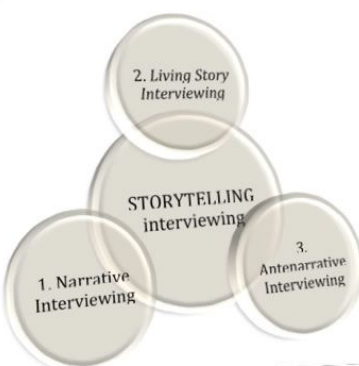 2. Living Story
Interviewing
STORYTELLING
interviewing
1. Narrative
Interviewing
3.
Antenarrative
Interviewing